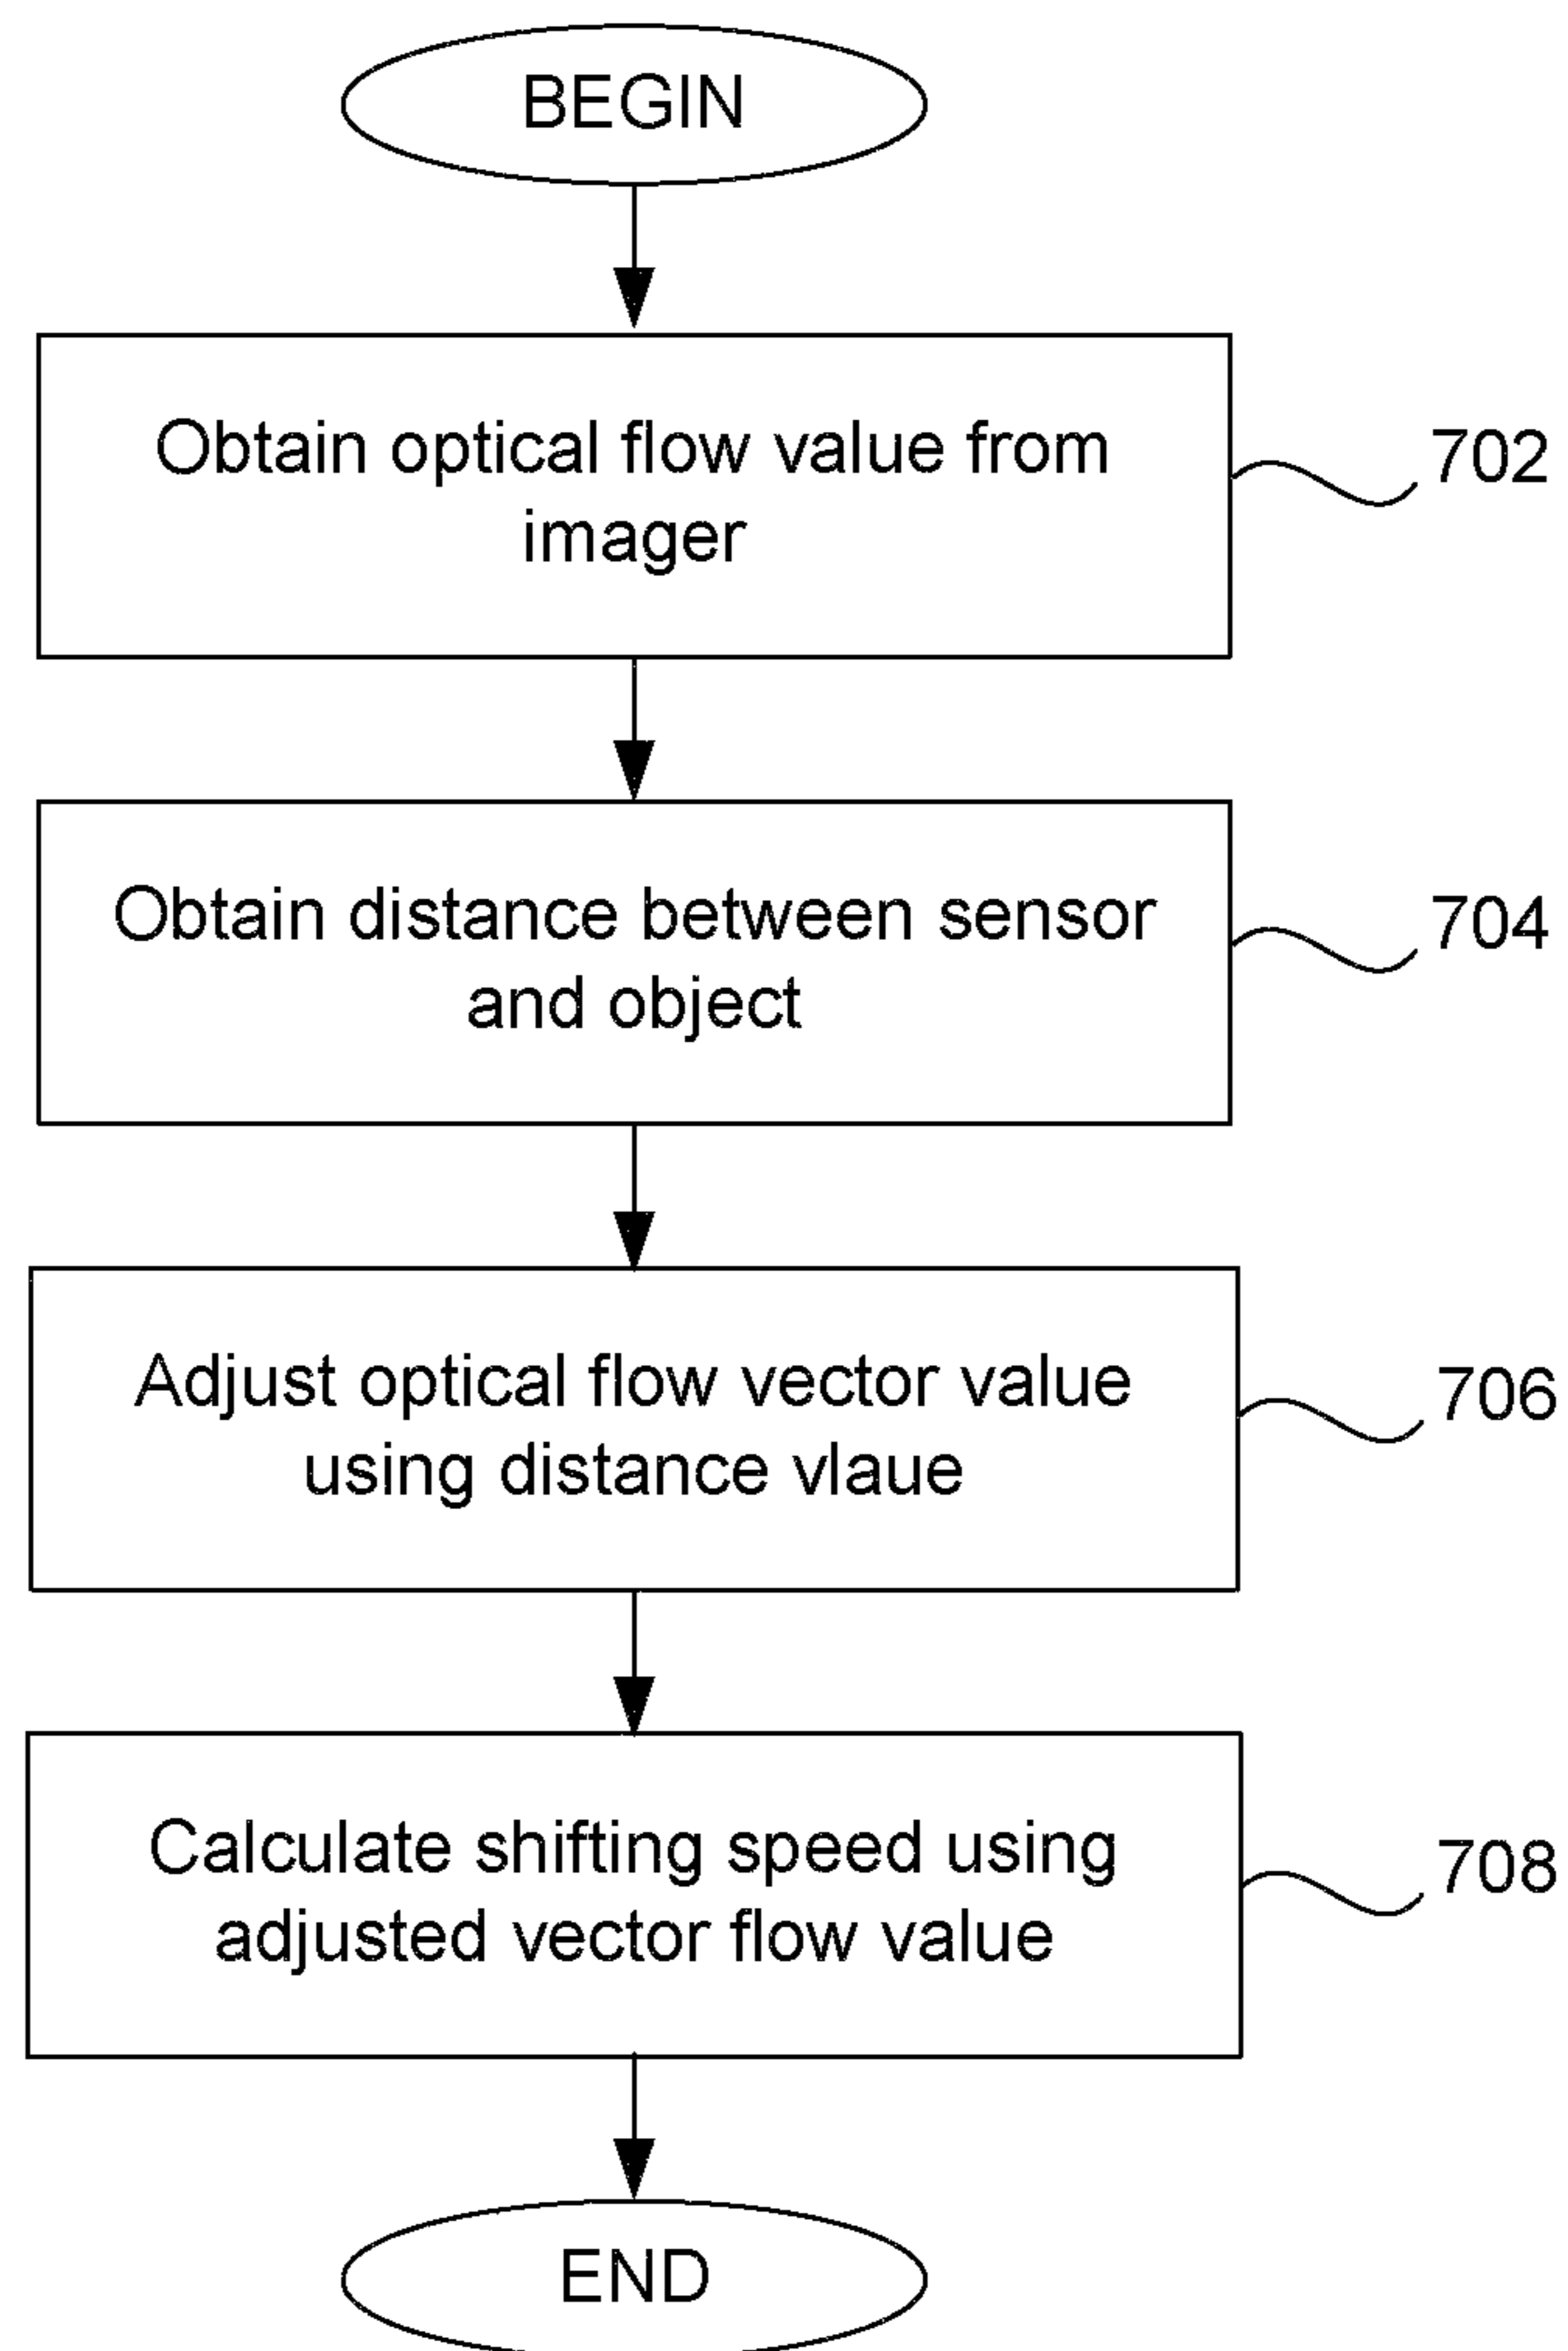 BEGIN
Obtain optical flow value from
imager
702
Obtain distance between sensor
and object
704
Adjust optical flow vector value
using distance vlaue
706
Calculate shifting speed using
adjusted vector flow value
708
END